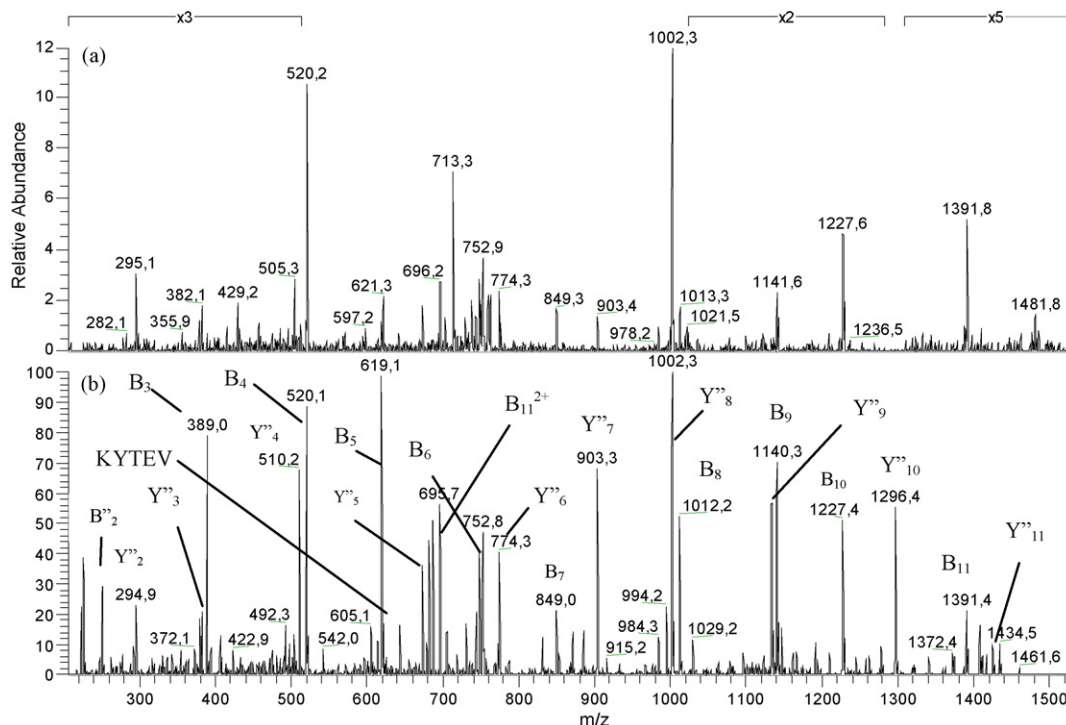 x3 x2 x5
(a)
Relative Abundance
12
10
8
6
4
2
0
282,1 295,1 355,9 382,1 429,2 505,3 520,2 597,2 621,3 696,2 713,3 752,9 774,3 849,3 903,4 978,2 1002,3 1013,3 1021,5 1141,6 1227,6 1236,5 1391,8 1481,8
(b)
100
90
80
70
60
50
40
30
20
10
0
B3 B4 Y”4 B5 B6 B11 2+ Y”7 Y”8 B9 Y”9
KYTEV Y”3 B”2 Y”2 Y”5 Y”6 B7 B8 B10 Y”10 B11 Y”11
294,9 372,1 389,0 422,9 492,3 510,2 520,1 542,0 605,1 619,1 695,7 752,8 774,3 849,0 903,3 915,2 984,3 994,2 1002,3 1012,2 1029,2 1140,3 1227,4 1296,4 1372,4 1391,4 1434,5 1461,6
300 400 500 600 700 800 900 1000 1100 1200 1300 1400 1500
m/z